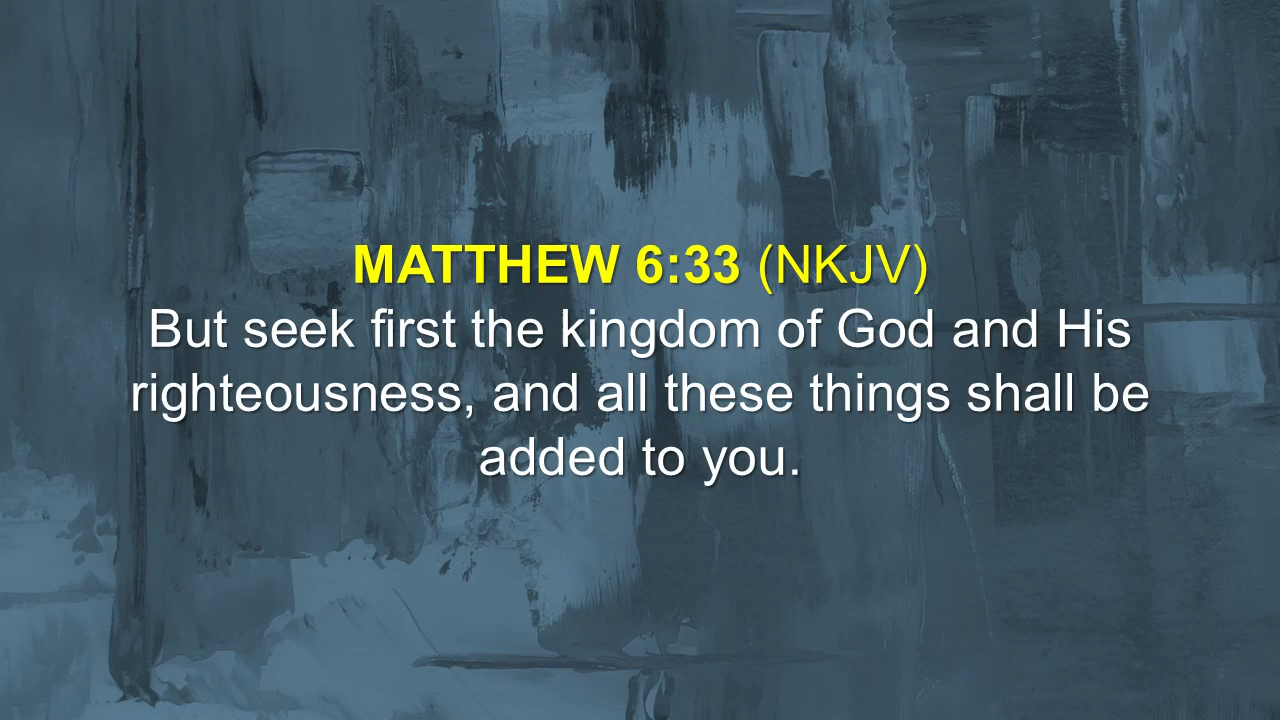 MATTHEW 6:33 (NKJV)
But seek first the kingdom of God and His
righteousness, and all these things shall be
added to you.